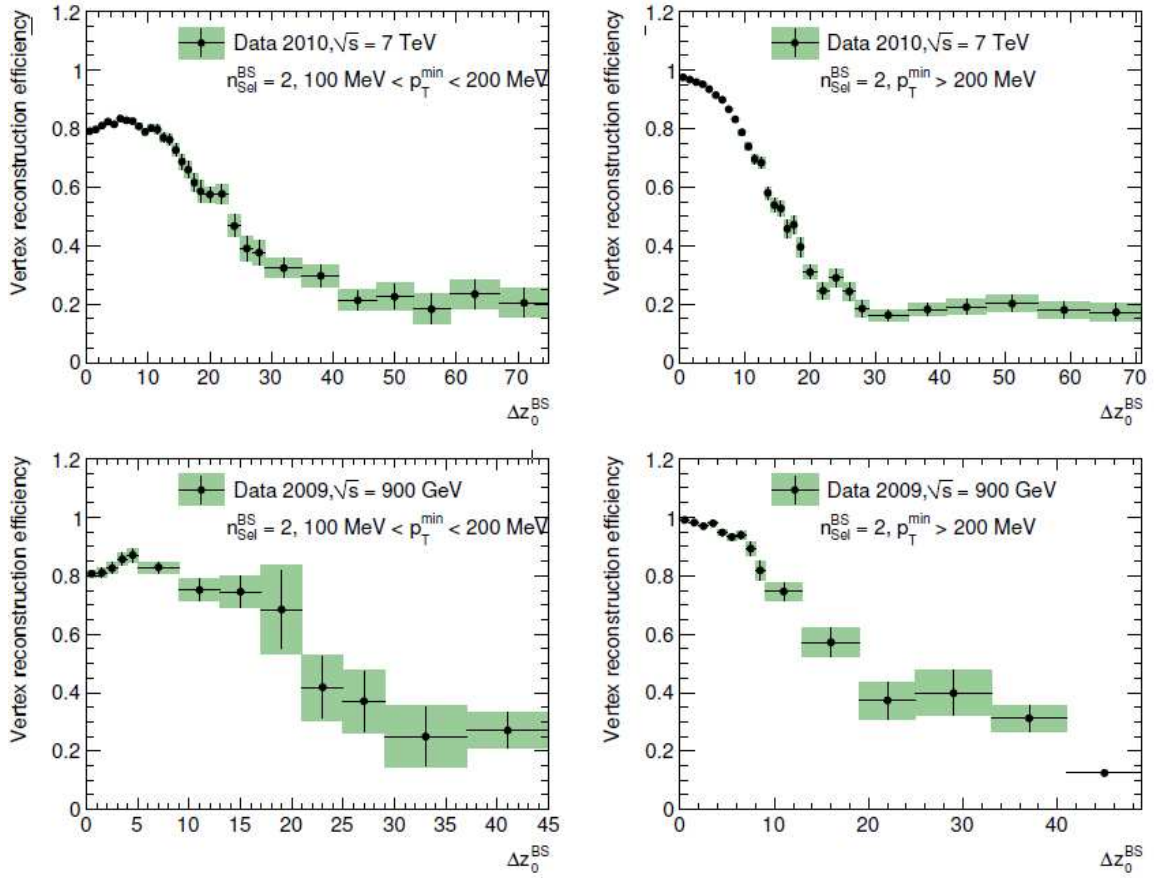 Vertex reconstruction efficiency
1.2
1
0.8
0.6
0.4
0.2
0
Data 2010,√s = 7 TeV
n_Sel^BS = 2, 100 MeV < p_T^min < 200 MeV
0 10 20 30 40 50 60 70
Δz_0^BS
Vertex reconstruction efficiency
1.2
1
0.8
0.6
0.4
0.2
0
Data 2010,√s = 7 TeV
n_Sel^BS = 2, p_T^min > 200 MeV
0 10 20 30 40 50 60 70
Δz_0^BS
Vertex reconstruction efficiency
1.2
1
0.8
0.6
0.4
0.2
0
Data 2009,√s = 900 GeV
n_Sel^BS = 2, 100 MeV < p_T^min < 200 MeV
0 5 10 15 20 25 30 35 40 45
Δz_0^BS
Vertex reconstruction efficiency
1.2
1
0.8
0.6
0.4
0.2
0
Data 2009,√s = 900 GeV
n_Sel^BS = 2, p_T^min > 200 MeV
0 10 20 30 40
Δz_0^BS